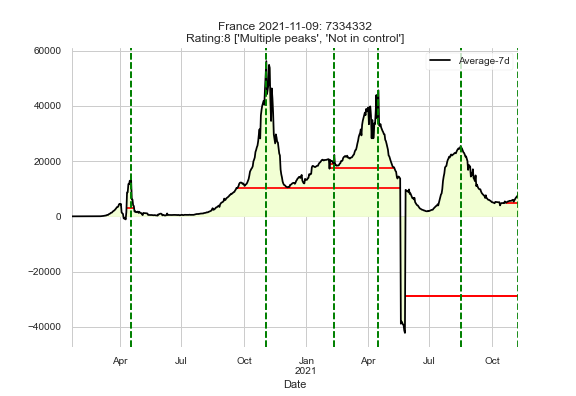 France 2021-11-09: 7334332
Rating:8 ['Multiple peaks', 'Not in control']
Average-7d
60000
40000
20000
0
−20000
−40000
Apr
Jul
Oct
Jan
2021
Apr
Jul
Oct
Date